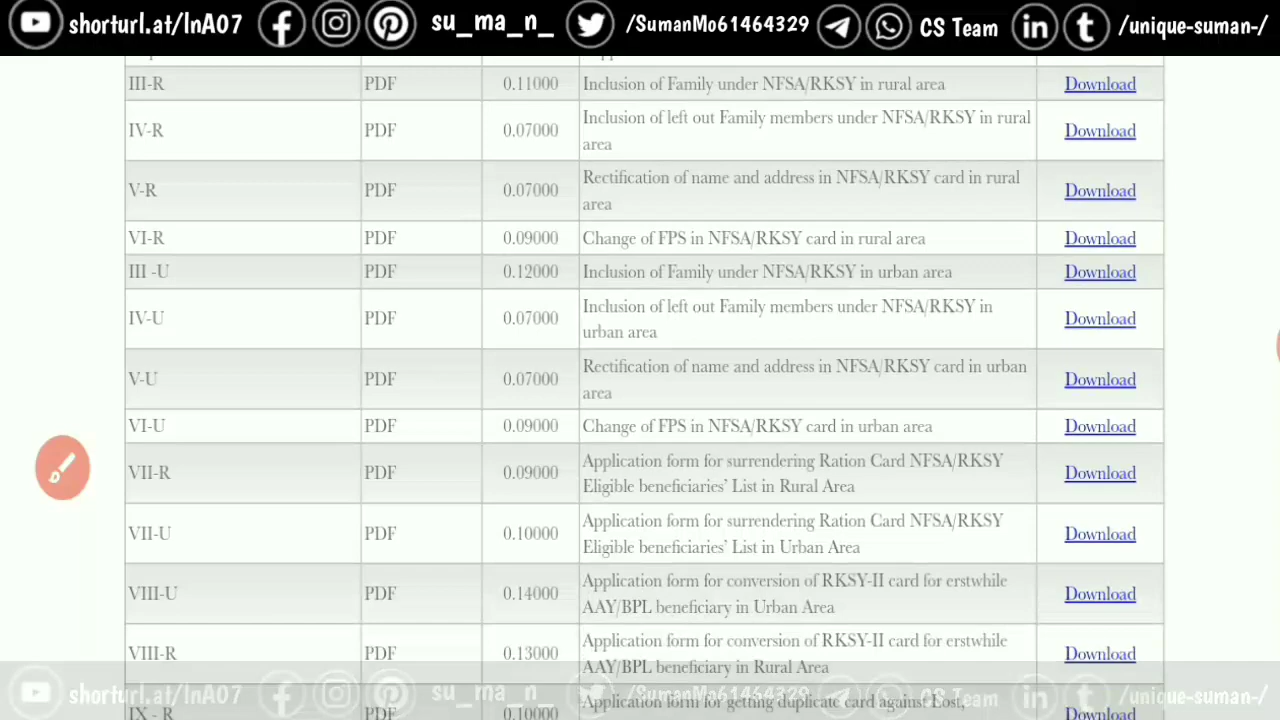 shorturl.at/lnA07 su_ma_n_ /SumanMo61464329 CS Team /unique-suman-/
III-R PDF 0.11000 Inclusion of Family under NFSA/RKSY in rural area Download
IV-R PDF 0.07000 Inclusion of left out Family members under NFSA/RKSY in rural
area Download
V-R PDF 0.07000 Rectification of name and address in NFSA/RKSY card in rural
area Download
VI-R PDF 0.09000 Change of FPS in NFSA/RKSY card in rural area Download
III -U PDF 0.12000 Inclusion of Family under NFSA/RKSY in urban area Download
IV-U PDF 0.07000 Inclusion of left out Family members under NFSA/RKSY in
urban area Download
V-U PDF 0.07000 Rectification of name and address in NFSA/RKSY card in urban
area Download
VI-U PDF 0.09000 Change of FPS in NFSA/RKSY card in urban area Download
VII-R PDF 0.09000 Application form for surrendering Ration Card NFSA/RKSY
Eligible beneficiaries' List in Rural Area Download
VII-U PDF 0.10000 Application form for surrendering Ration Card NFSA/RKSY
Eligible beneficiaries' List in Urban Area Download
VIII-U PDF 0.14000 Application form for conversion of RKSY-II card for erstwhile
AAY/BPL beneficiary in Urban Area Download
VIII-R PDF 0.13000 Application form for conversion of RKSY-II card for erstwhile
AAY/BPL beneficiary in Rural Area Download
IX - R PDF 0.10000 Application form for getting duplicate card against Lost, Download
shorturl.at/lnA07 su_ma_n_ /SumanMo61464329 CS Team /unique-suman-/